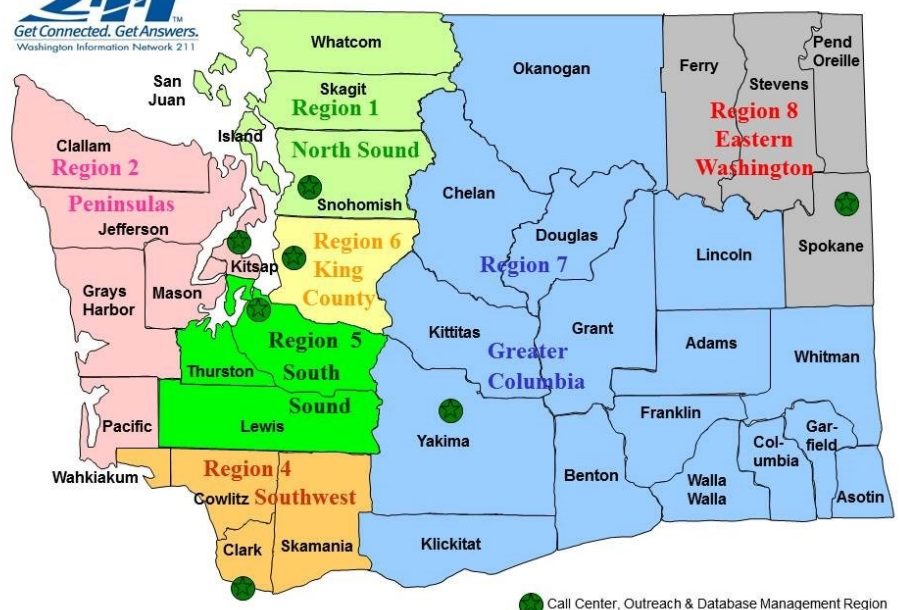 211
TM
Get Connected. Get Answers.
Washington Information Network 211
Whatcom
San
Juan
Skagit
Region 1
Island
North Sound
Snohomish
Clallam
Region 2
Peninsulas
Jefferson
Kitsap
Grays
Harbor
Mason
Pacific
Region 6
King
County
Region 5
South
Sound
Thurston
Lewis
Wahkiakum
Region 4
Southwest
Cowlitz
Clark
Skamania
Okanogan
Chelan
Douglas
Region 7
Kittitas
Grant
Greater
Columbia
Yakima
Klickitat
Benton
Lincoln
Adams
Whitman
Franklin
Walla
Walla
Col-
umbia
Gar-
field
Asotin
Ferry
Stevens
Pend
Oreille
Region 8
Eastern
Washington
Spokane
Call Center, Outreach & Database Management Region